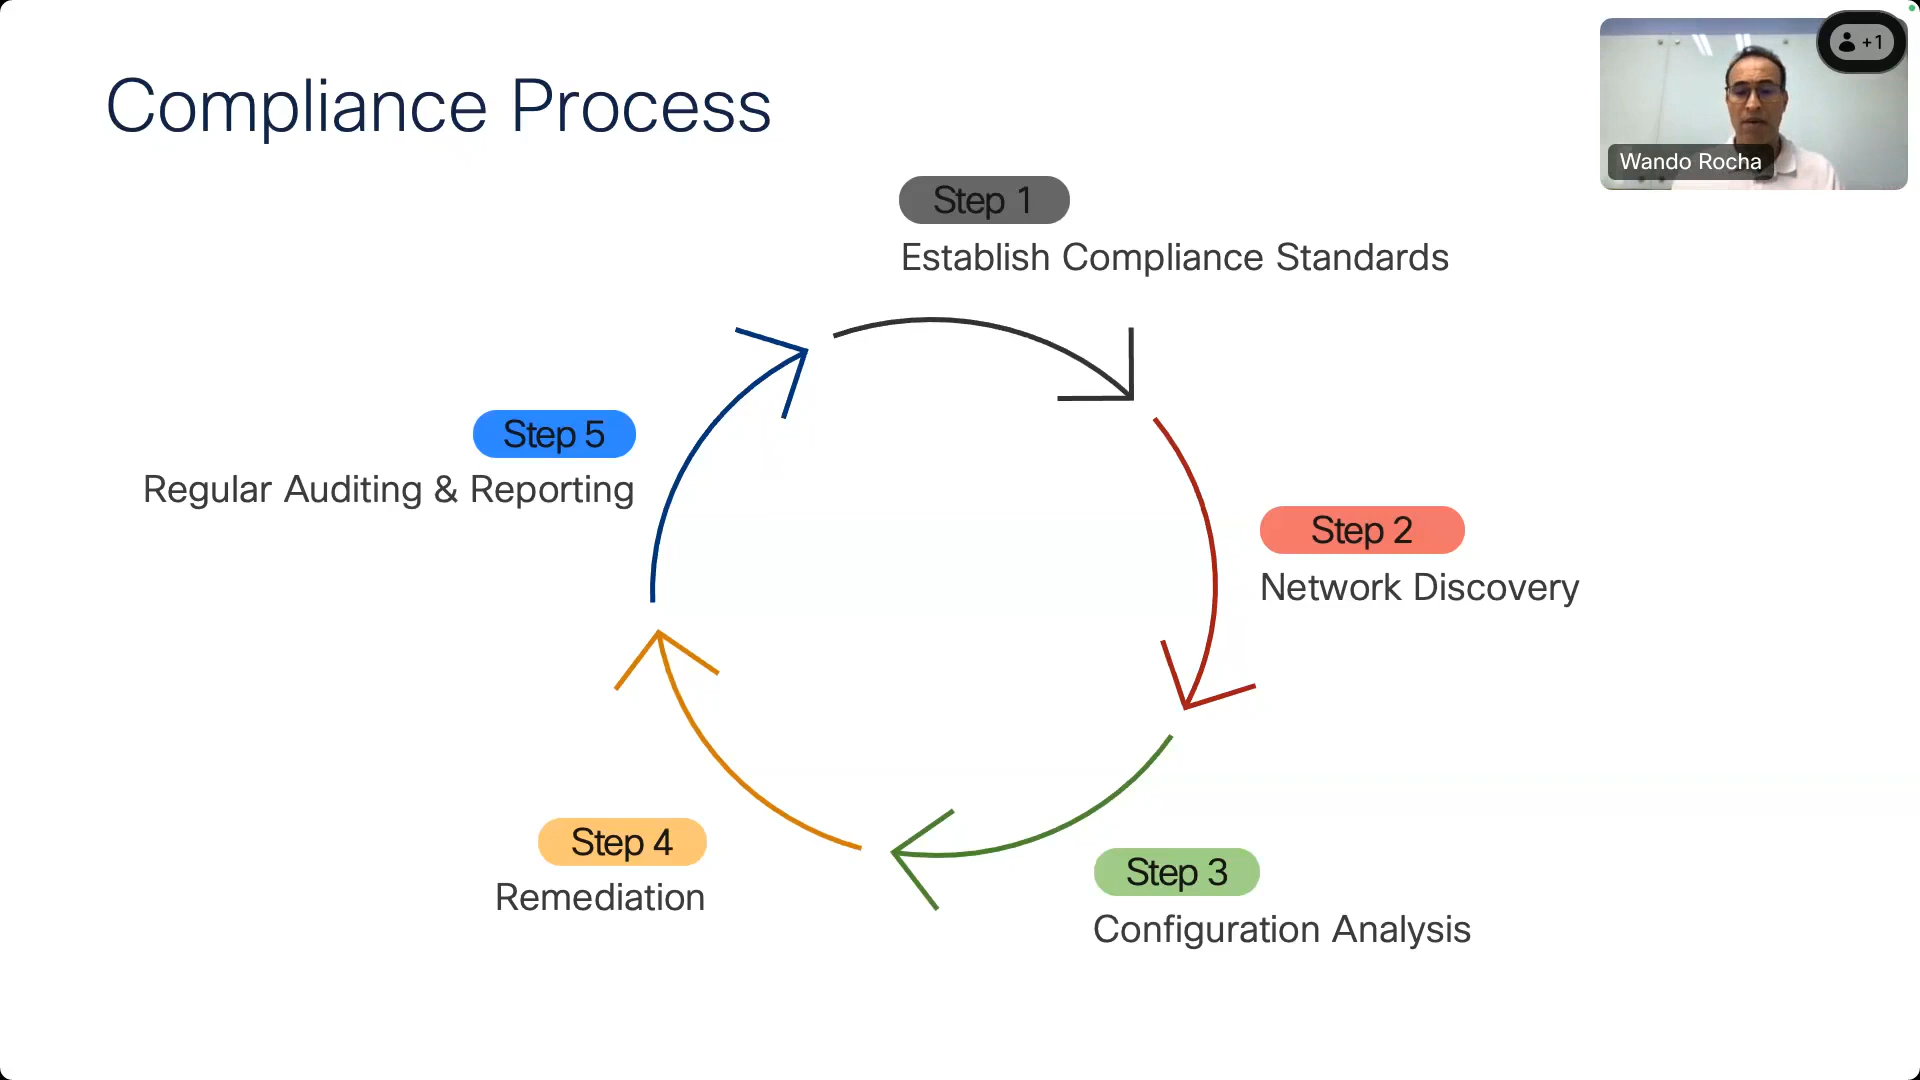 Compliance Process
+1
Wando Rocha
Step 1
Establish Compliance Standards
Step 5
Regular Auditing & Reporting
Step 2
Network Discovery
Step 4
Remediation
Step 3
Configuration Analysis